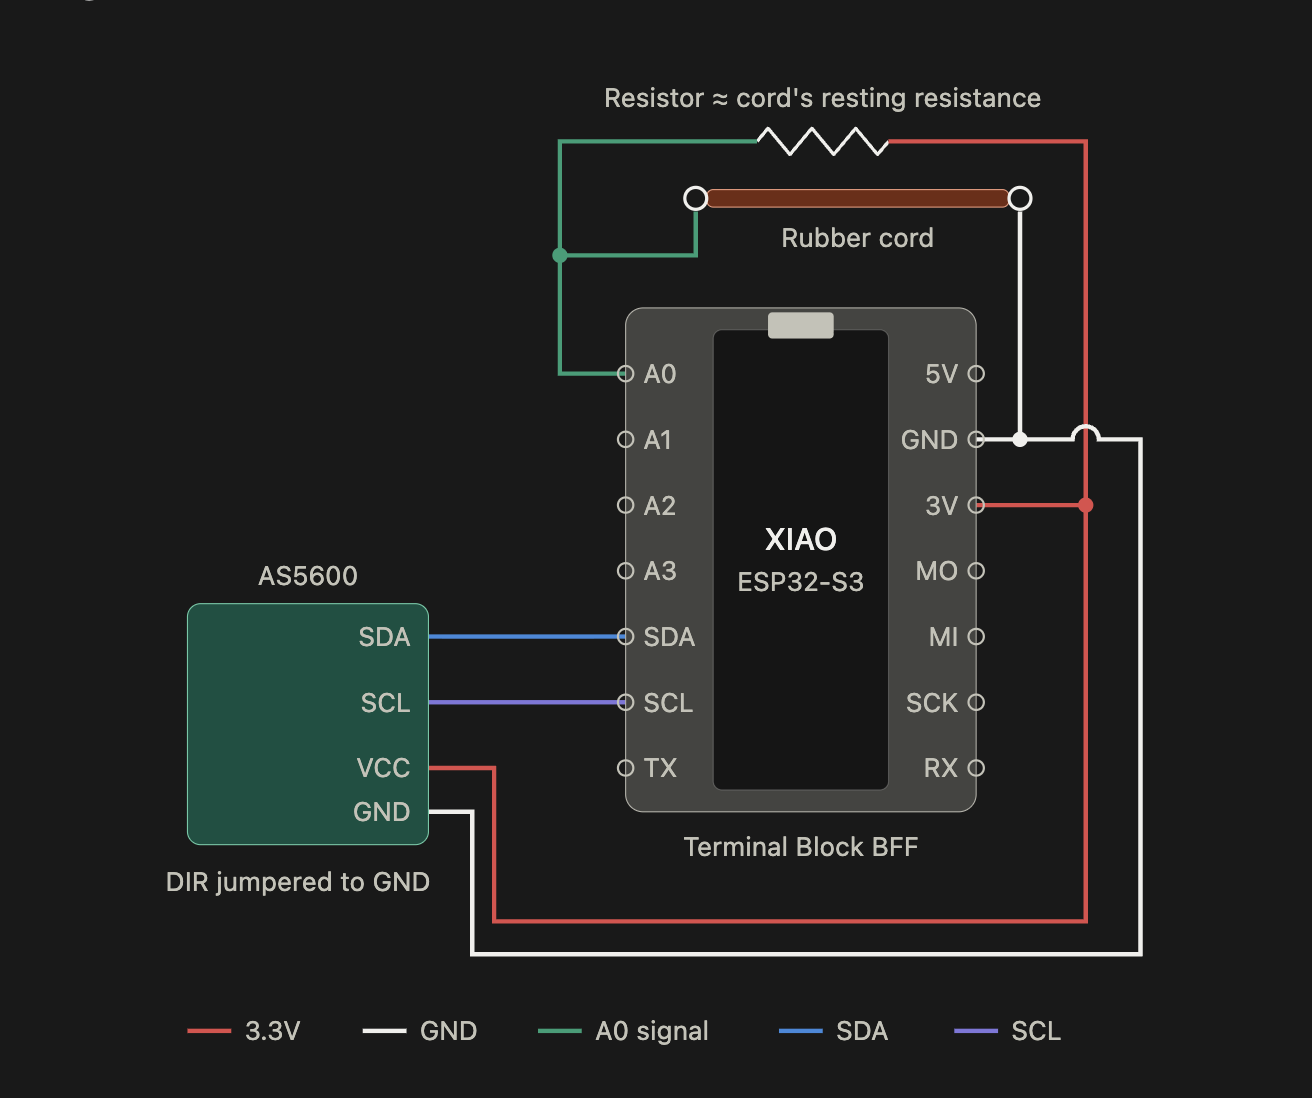 Resistor ≈ cord's resting resistance
Rubber cord
A0
5V
A1
GND
A2
3V
XIAO
ESP32-S3
A3
MO
AS5600
SDA
SDA
MI
SCL
SCL
SCK
VCC
TX
RX
GND
Terminal Block BFF
DIR jumpered to GND
3.3V
GND
A0 signal
SDA
SCL